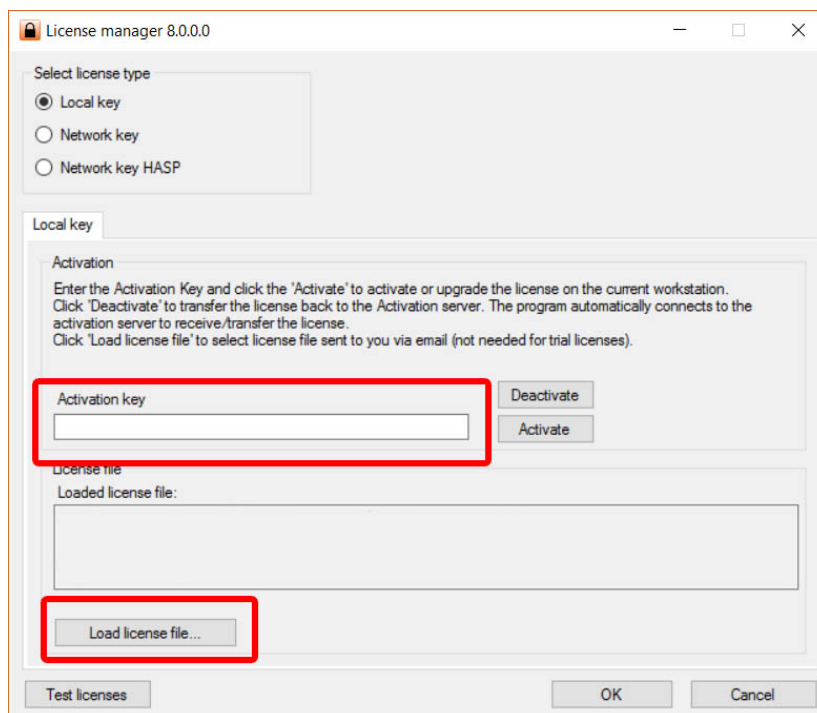 License manager 8.0.0.0
Select license type
Local key
Network key
Network key HASP
Local key
Activation
Enter the Activation Key and click the 'Activate' to activate or upgrade the license on the current workstation.
Click 'Deactivate' to transfer the license back to the Activation server. The program automatically connects to the
activation server to receive/transfer the license.
Click 'Load license file' to select license file sent to you via email (not needed for trial licenses).
Activation key
Deactivate
Activate
License file
Loaded license file:
Load license file...
Test licenses
OK
Cancel